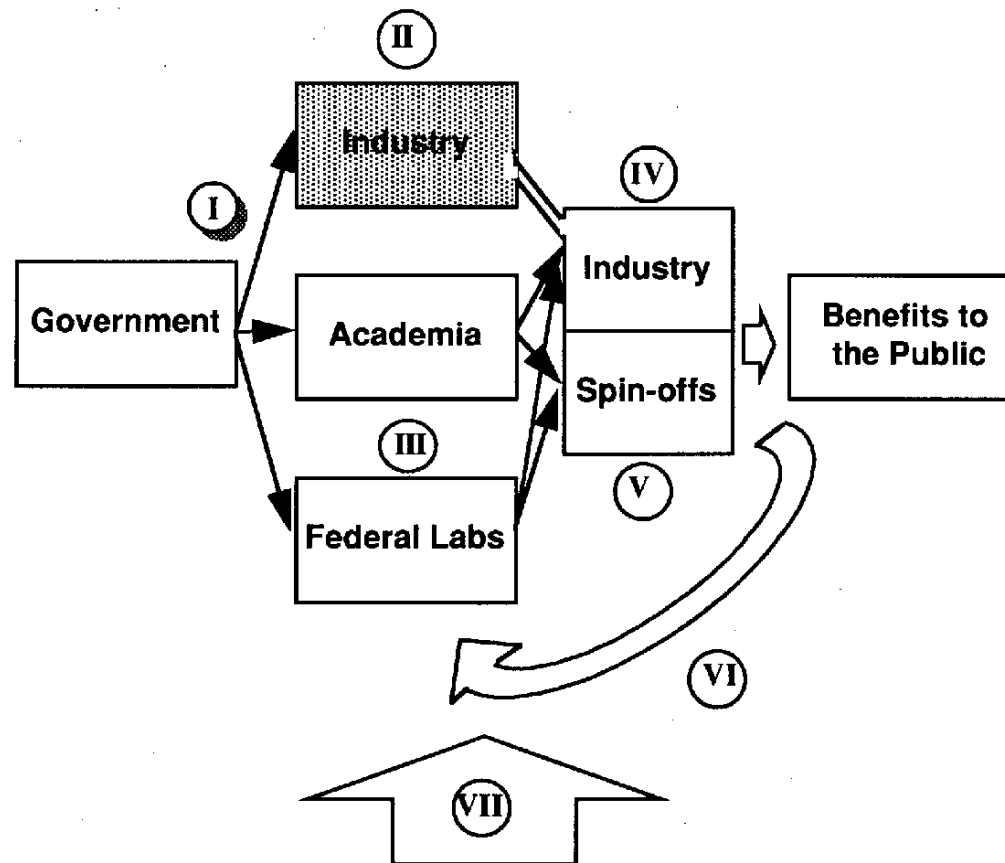 II
Industry
I
IV
Government
Academia
Industry
Benefits to
the Public
Spin-offs
III
V
Federal Labs
VI
VII